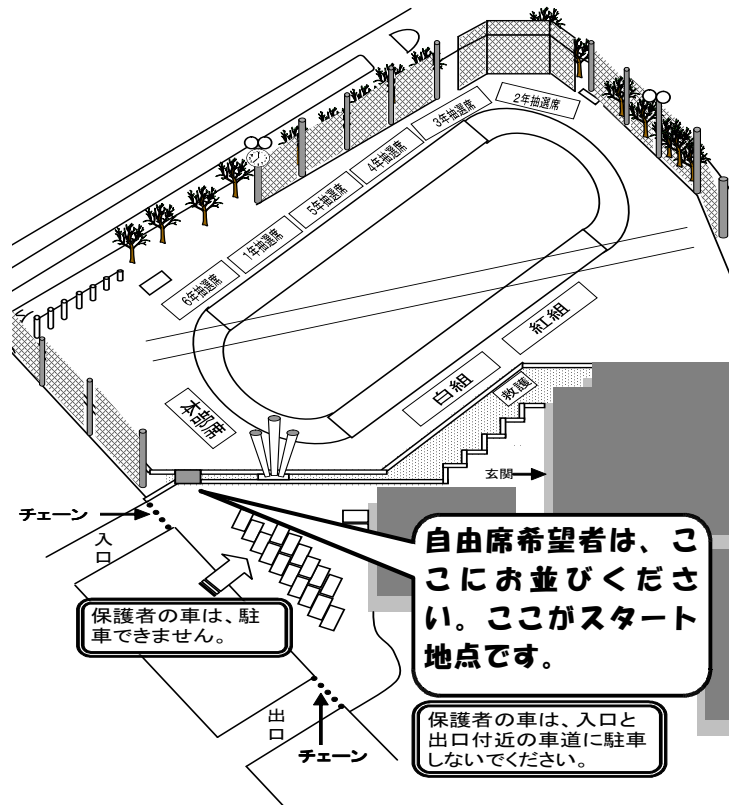 2年抽選席
3年抽選席
4年抽選席
5年抽選席
1年抽選席
6年抽選席
紅組
白組
救護
本部席
玄関
チェーン
入
口
自由席希望者は、こ
こにお並びくださ
い。ここがスタート
地点です。
保護者の車は、駐
車できません。
出
口
チェーン
保護者の車は、入口と
出口付近の車道に駐車
しないでください。